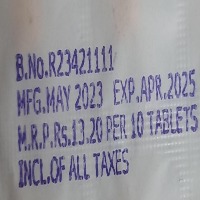 B.No.R23421111
MFG.MAY 2023 EXP.APR.2025
M.R.P.Rs.13.20 PER 10 TABLETS
INCL.OF ALL TAXES